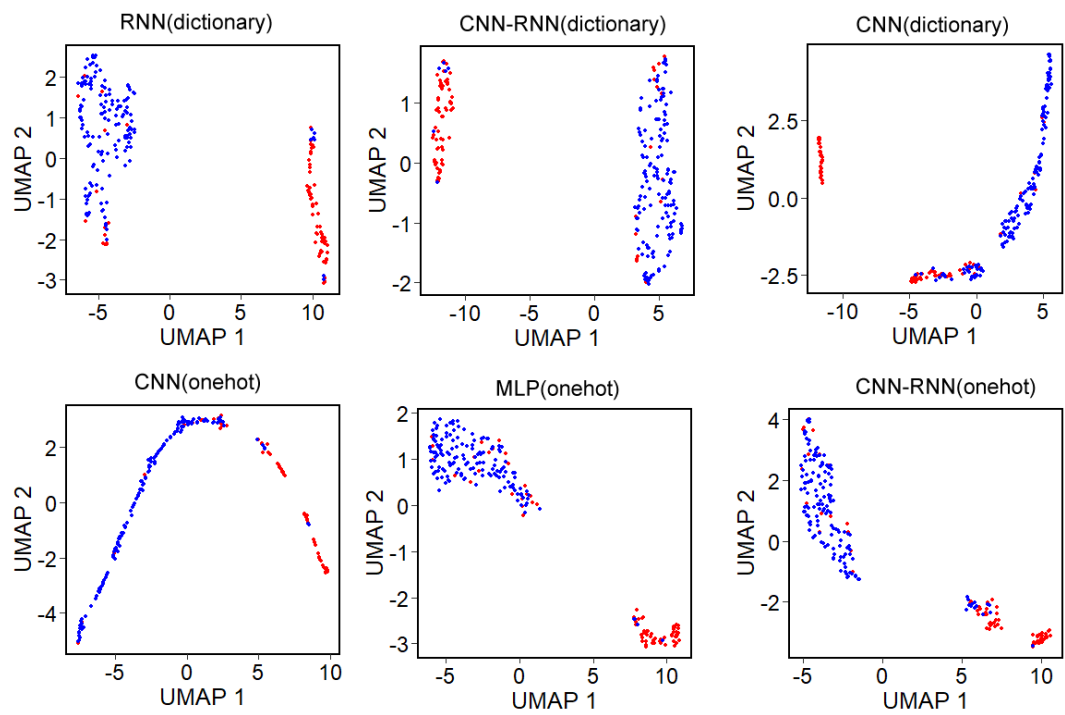 RNN(dictionary)
CNN-RNN(dictionary)
CNN(dictionary)
UMAP 2
2
1
0
-1
-2
-3
-5
0
5
10
UMAP 1
UMAP 2
1
0
-1
-2
-10
-5
0
5
UMAP 1
UMAP 2
2.5
0.0
-2.5
-10
-5
0
5
UMAP 1
CNN(onehot)
MLP(onehot)
CNN-RNN(onehot)
UMAP 2
2
0
-2
-4
-5
0
5
10
UMAP 1
UMAP 2
2
1
0
-1
-2
-3
-5
0
5
10
UMAP 1
UMAP 2
4
2
0
-2
-5
0
5
10
UMAP 1